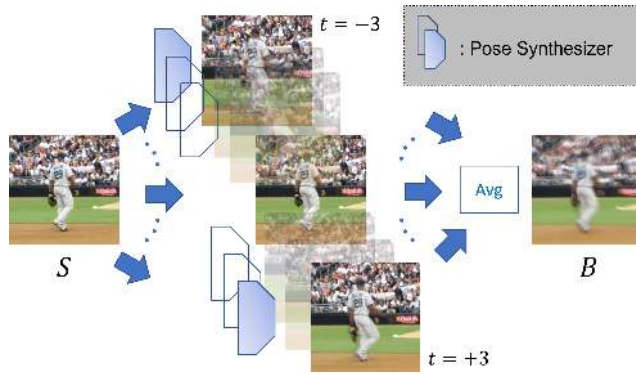 t = −3
: Pose Synthesizer
S
Avg
B
t = +3